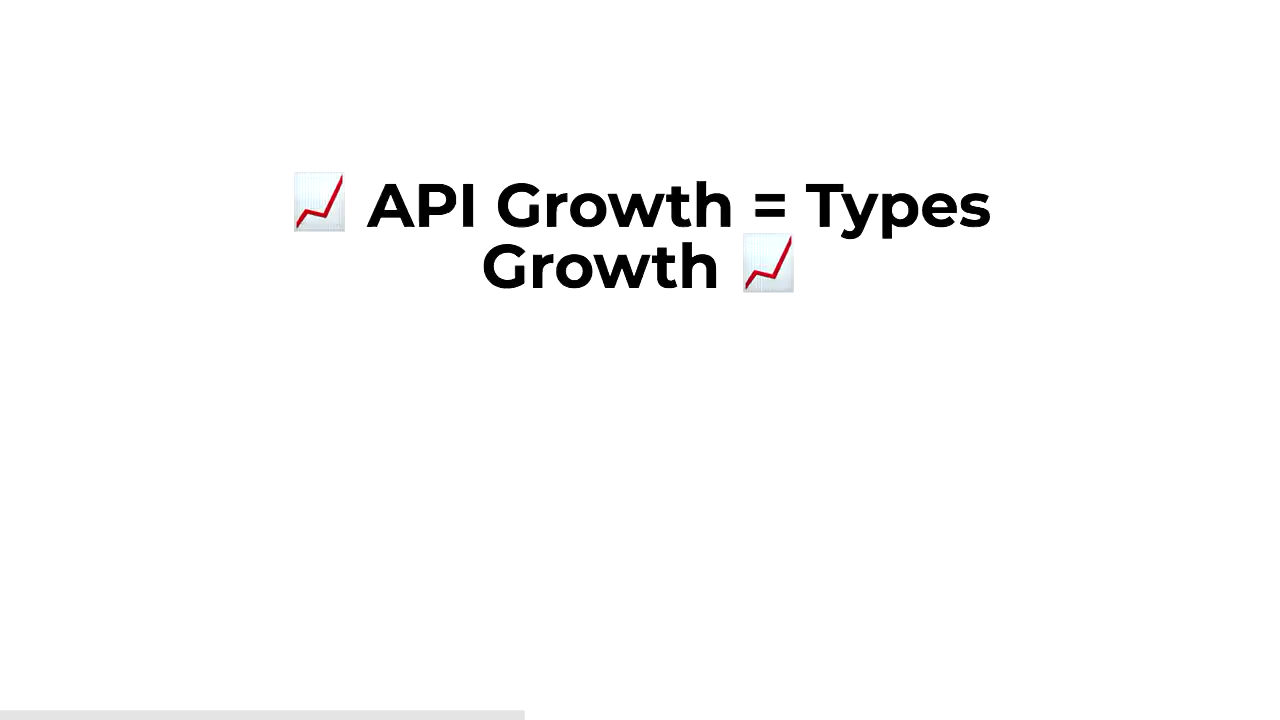 📈 API Growth = Types
Growth 📈